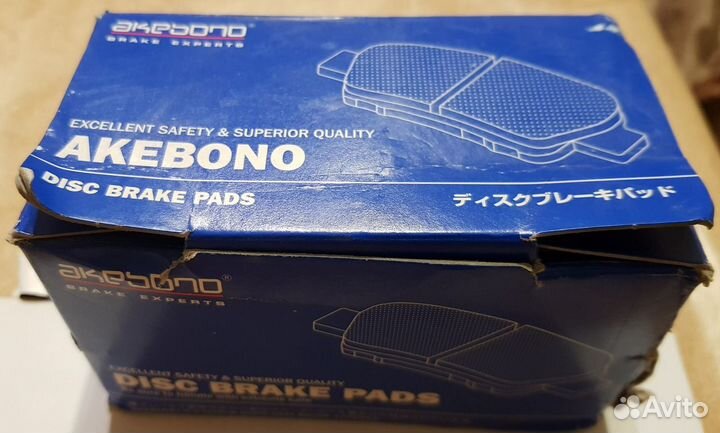 akebono®
BRAKE EXPERTS
EXCELLENT SAFETY & SUPERIOR QUALITY
AKEBONO
DISC BRAKE PADS
ディスクブレーキパッド
akebono®
BRAKE EXPERTS
EXCELLENT SAFETY & SUPERIOR QUALITY
DISC BRAKE PADS
Avito